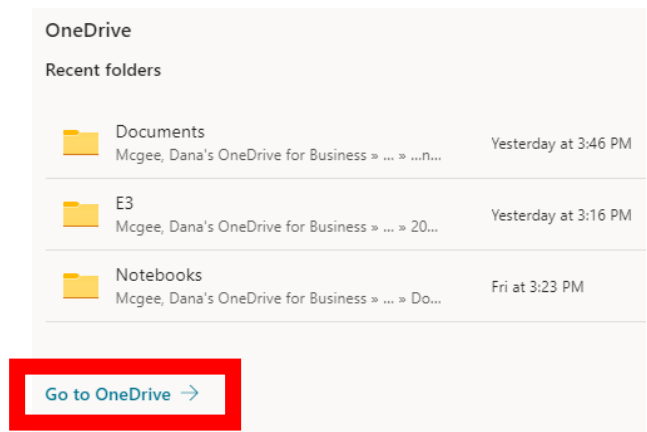 OneDrive
Recent folders
Documents
Mcgee, Dana's OneDrive for Business » ... » ...n...
Yesterday at 3:46 PM
E3
Mcgee, Dana's OneDrive for Business » ... » 20...
Yesterday at 3:16 PM
Notebooks
Mcgee, Dana's OneDrive for Business » ... » Do...
Fri at 3:23 PM
Go to OneDrive →